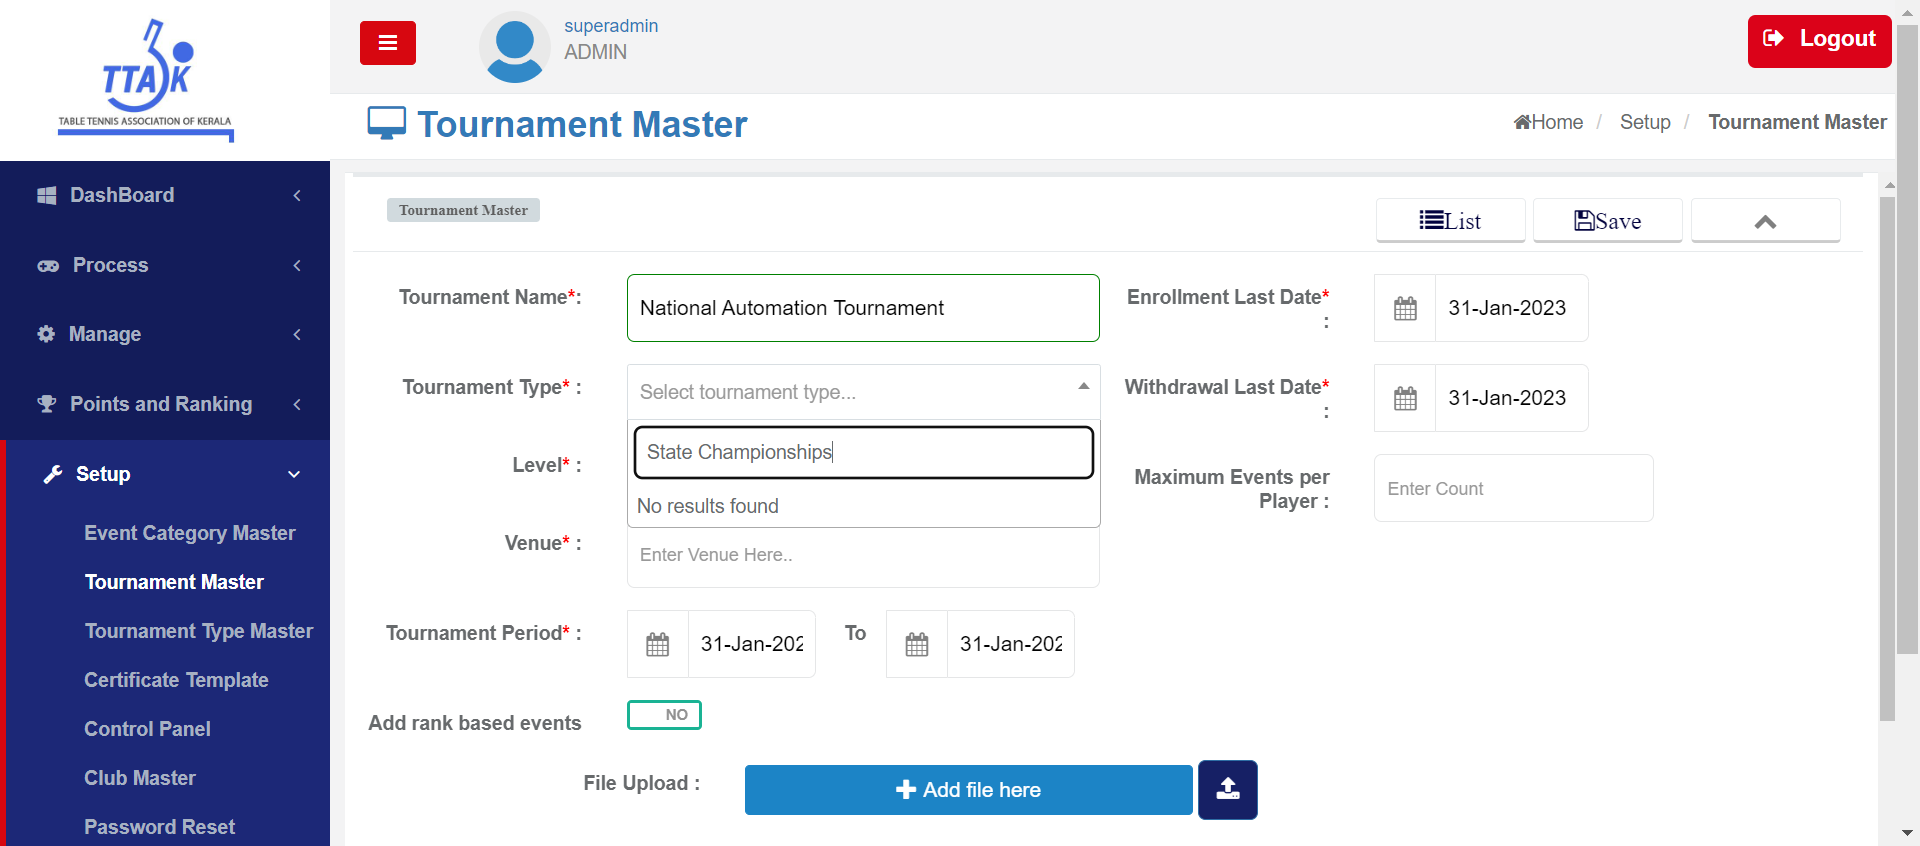 TTASK
TABLE TENNIS ASSOCIATION OF KERALA
superadmin
ADMIN
Logout
Tournament Master
Home / Setup / Tournament Master
DashBoard
Process
Manage
Points and Ranking
Setup
Event Category Master
Tournament Master
Tournament Type Master
Certificate Template
Control Panel
Club Master
Password Reset
Tournament Master
List
Save
Tournament Name*:
National Automation Tournament
Enrollment Last Date*
:
31-Jan-2023
Tournament Type* :
Select tournament type...
State Championships
No results found
Withdrawal Last Date*
:
31-Jan-2023
Level* :
Maximum Events per
Player :
Enter Count
Venue* :
Enter Venue Here..
Tournament Period* :
31-Jan-202
To
31-Jan-202
Add rank based events
NO
File Upload :
Add file here